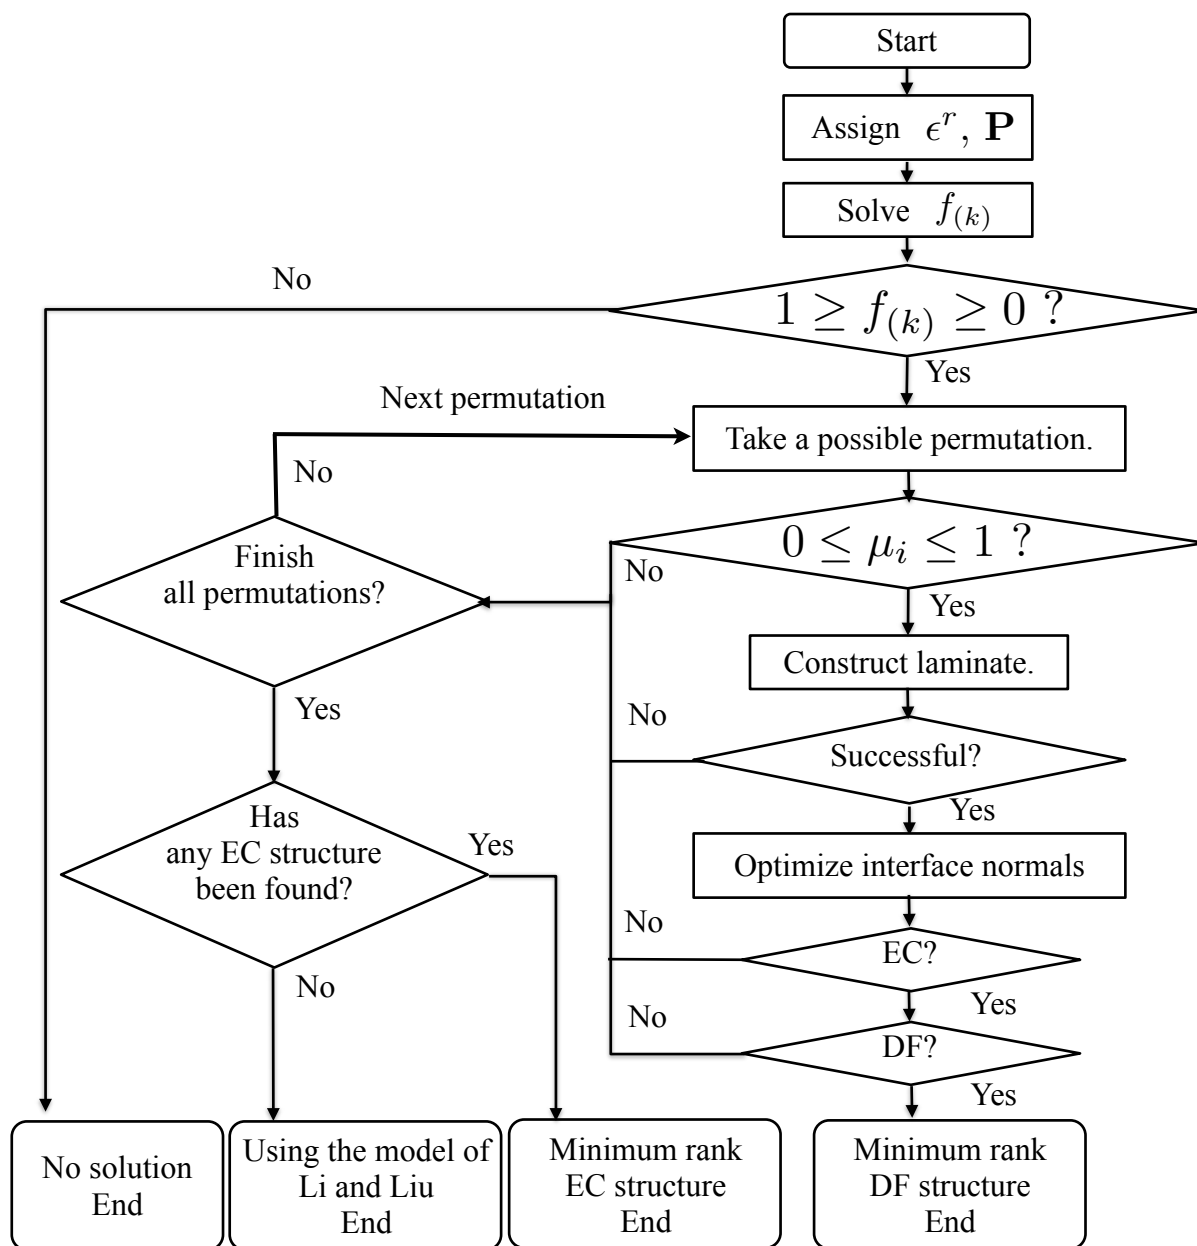 Start
Assign ϵ^r, P
Solve f_(k)
No
1 ≥ f_(k) ≥ 0 ?
Yes
Next permutation
Take a possible permutation.
No
0 ≤ μ_i ≤ 1 ?
Finish
all permutations?
No
Yes
Construct laminate.
Yes
No
Successful?
Yes
Has
any EC structure
been found?
Yes
Optimize interface normals
No
EC?
No
Yes
No
DF?
Yes
No solution
End
Using the model of
Li and Liu
End
Minimum rank
EC structure
End
Minimum rank
DF structure
End